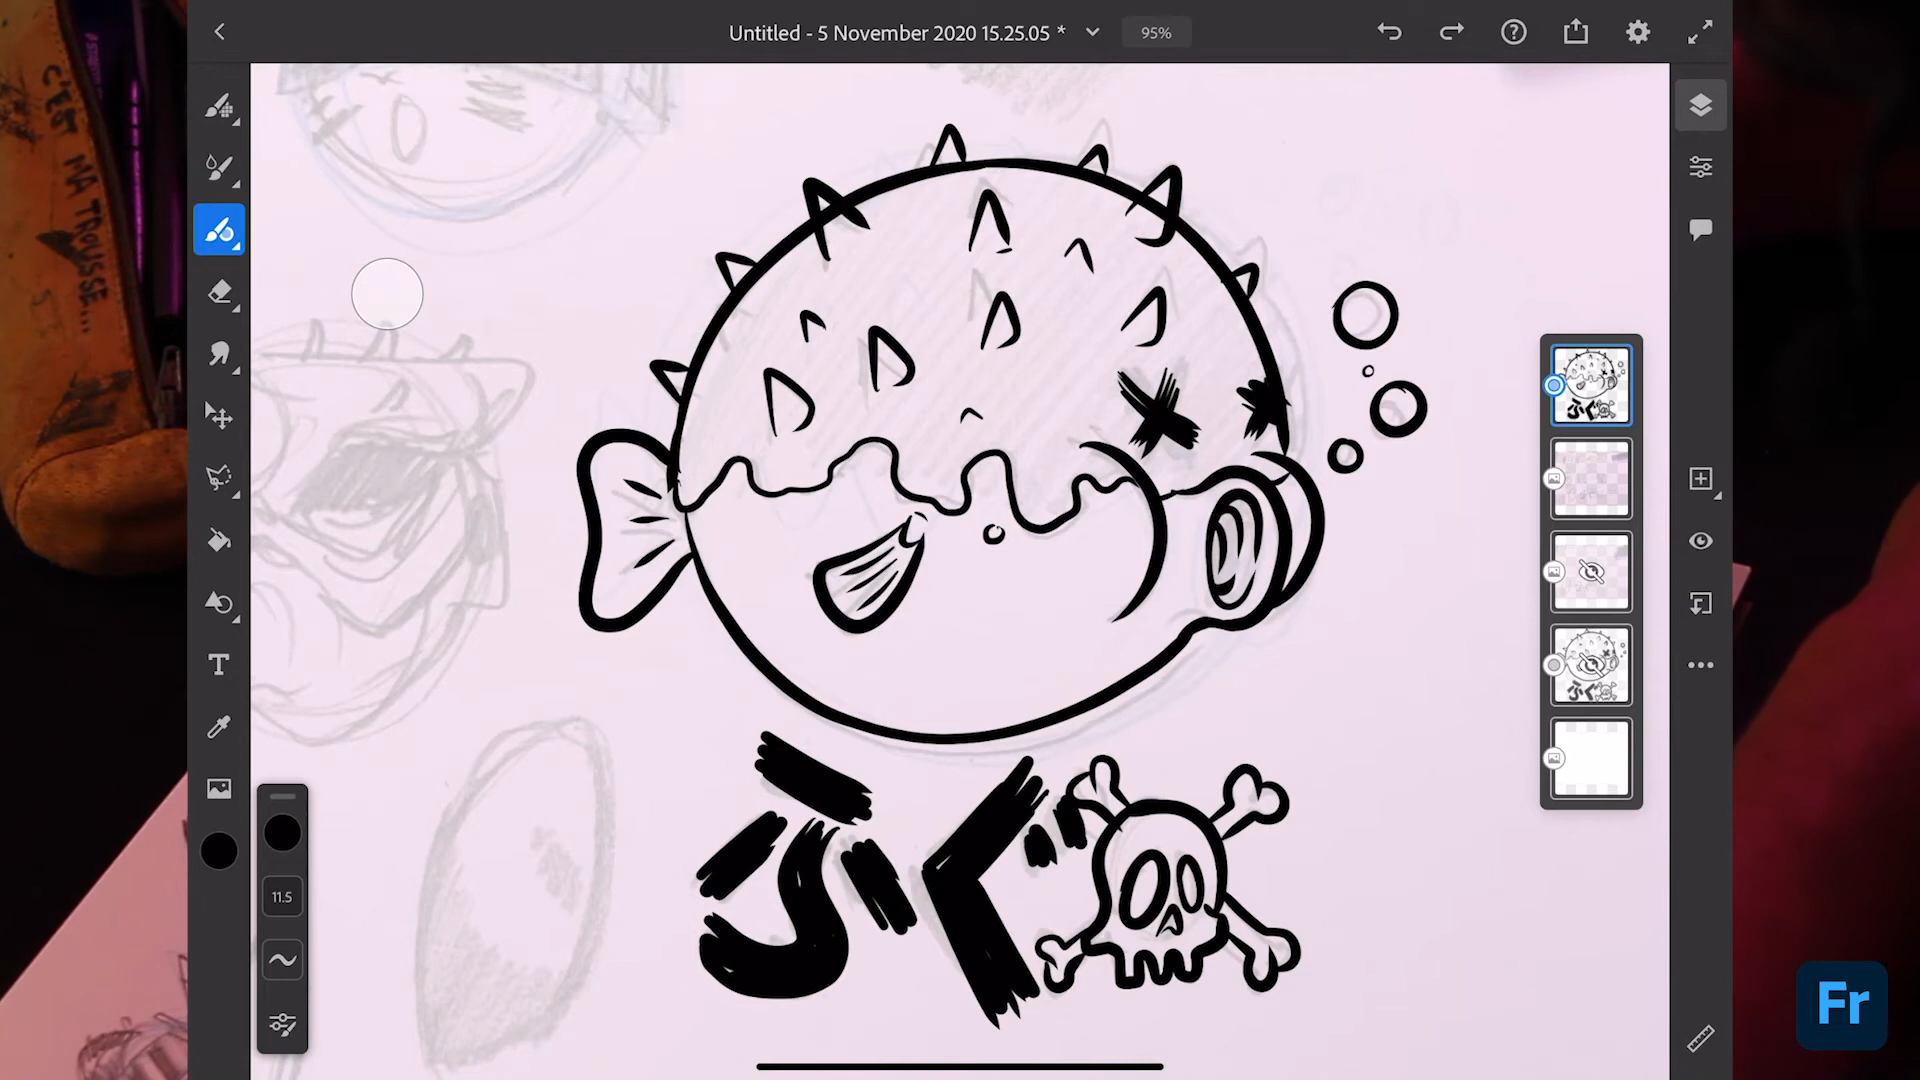 Untitled - 5 November 2020 15.25.05 *
95%
C'EST
MA TROUSSE...
11.5
ふぐ
Fr